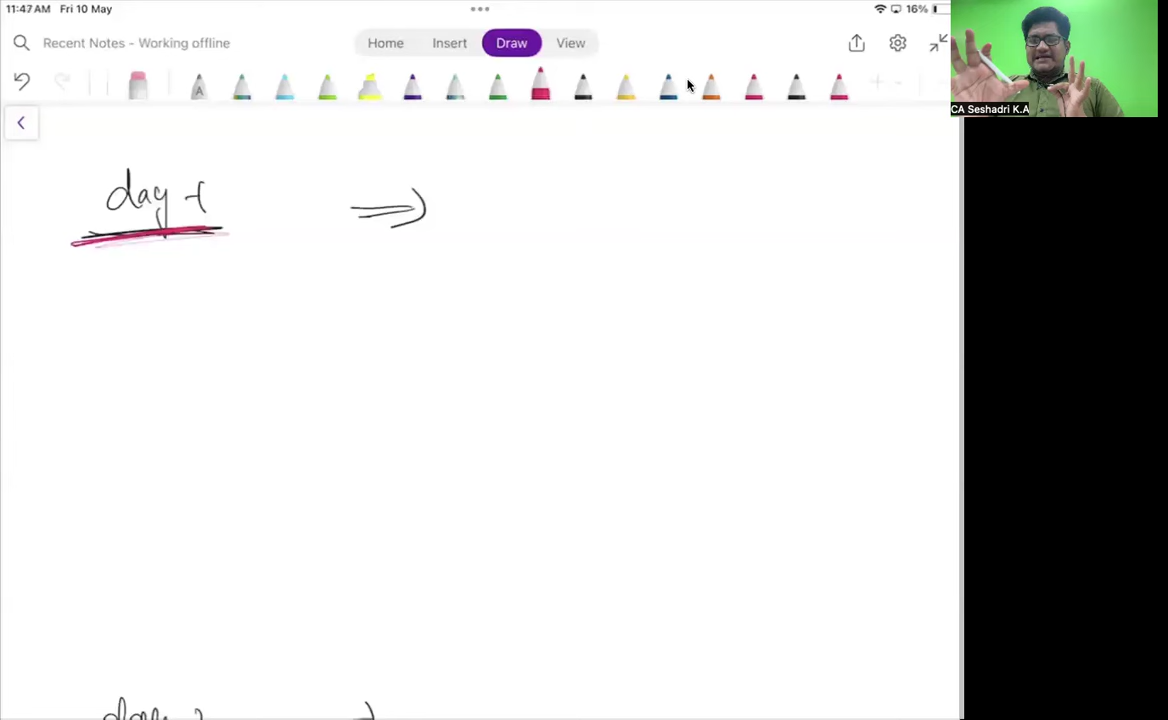 11:47 AM Fri 10 May
16%
Recent Notes - Working offline
Home Insert Draw View
A
CA Seshadri K.A
day 1 ⇒